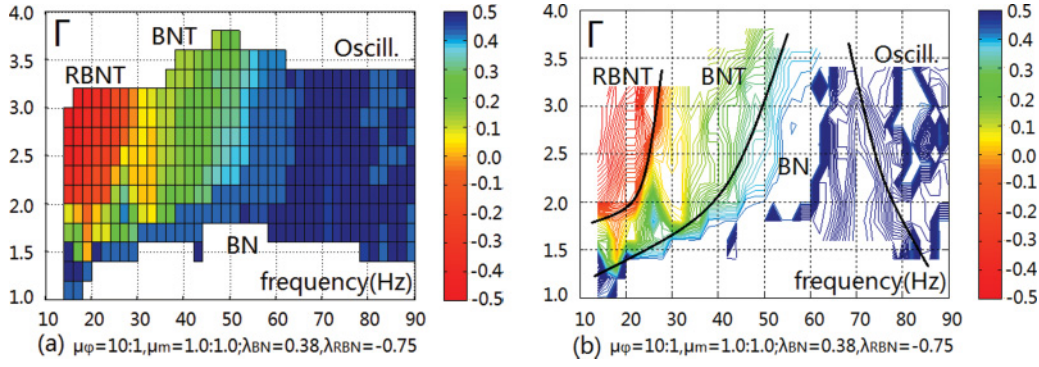 Γ
BNT
Oscill.
RBNT
BN
frequency(Hz)
4.0
3.5
3.0
2.5
2.0
1.5
1.0
10 20 30 40 50 60 70 80 90
0.5
0.4
0.3
0.2
0.1
0.0
-0.1
-0.2
-0.3
-0.4
-0.5
(a) μφ=10:1,μm=1.0:1.0;λBN=0.38,λRBN=-0.75
Γ
RBNT
BNT
Oscill.
BN
frequency(Hz)
4.0
3.5
3.0
2.5
2.0
1.5
1.0
10 20 30 40 50 60 70 80 90
0.5
0.4
0.3
0.2
0.1
0.0
-0.1
-0.2
-0.3
-0.4
-0.5
(b) μφ=10:1,μm=1.0:1.0;λBN=0.38,λRBN=-0.75